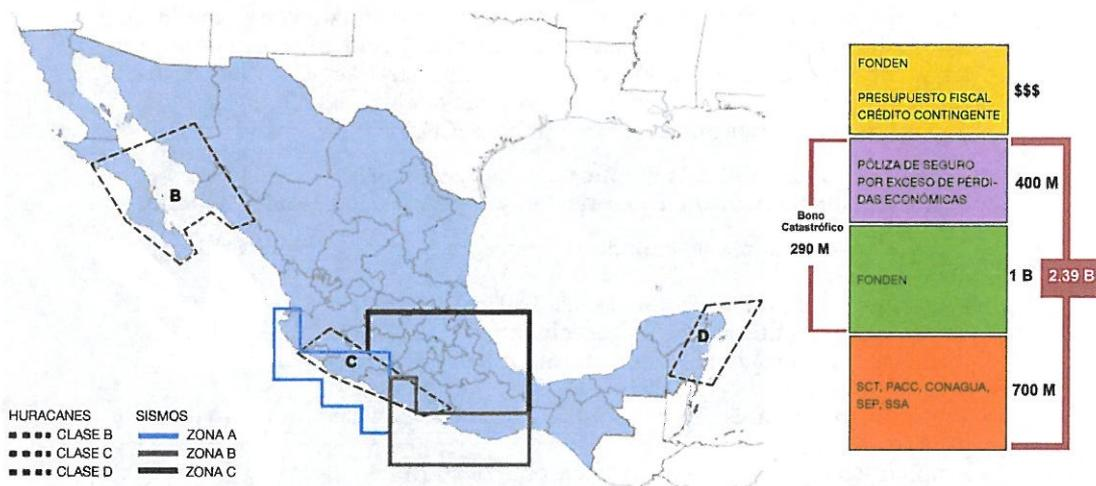 B
C
D
HURACANES
CLASE B
CLASE C
CLASE D
SISMOS
ZONA A
ZONA B
ZONA C
FONDEN
PRESUPUESTO FISCAL
CRÉDITO CONTINGENTE
$$$
PÓLIZA DE SEGURO
POR EXCESO DE PÉRDI-
DAS ECONÓMICAS
400 M
Bono
Catastrófico
290 M
FONDEN
1 B
2.39 B
SCT, PACC, CONAGUA,
SEP, SSA
700 M